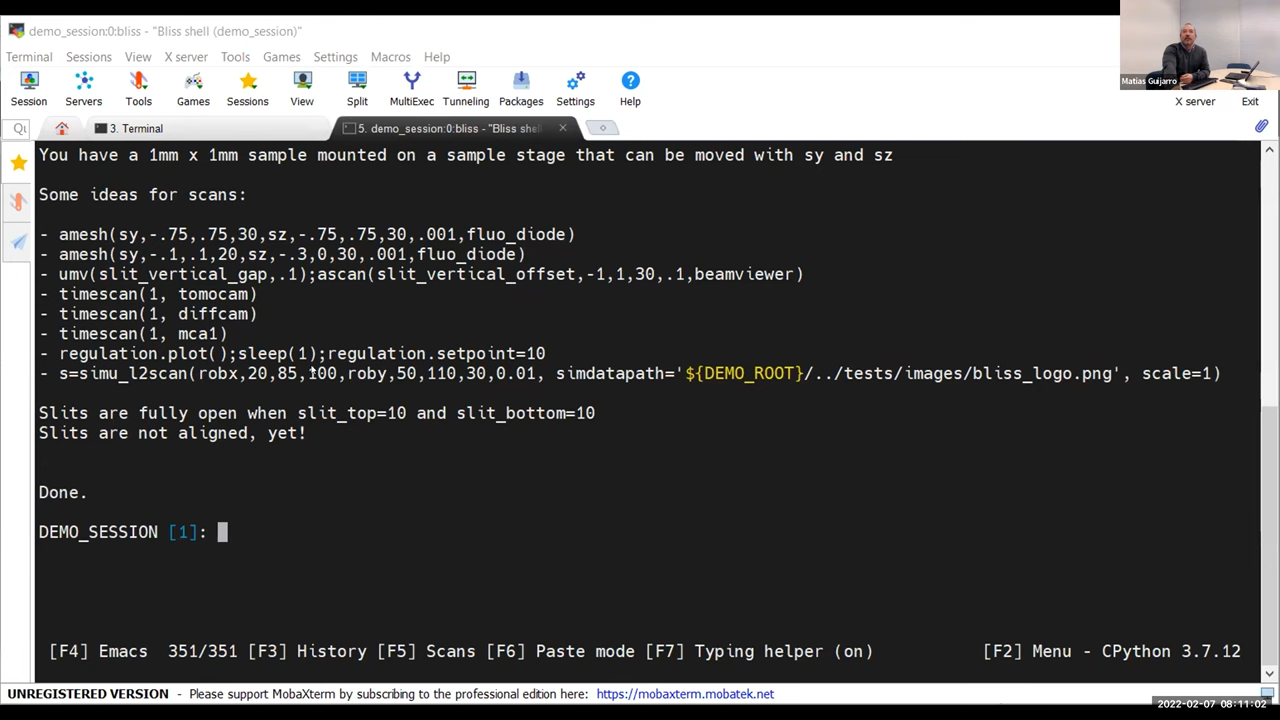 demo_session:0:bliss - "Bliss shell (demo_session)"
Terminal Sessions View X server Tools Games Settings Macros Help
Session Servers Tools Games Sessions View Split MultiExec Tunneling Packages Settings Help X server Exit
Matias Guijarro
3. Terminal
5. demo_session:0:bliss - "Bliss shel
You have a 1mm x 1mm sample mounted on a sample stage that can be moved with sy and sz
Some ideas for scans:
- amesh(sy,-.75,.75,30,sz,-.75,.75,30,.001,fluo_diode)
- amesh(sy,-.1,.1,20,sz,-.3,0,30,.001,fluo_diode)
- umv(slit_vertical_gap,.1);ascan(slit_vertical_offset,-1,1,30,.1,beamviewer)
- timescan(1, tomocam)
- timescan(1, diffcam)
- timescan(1, mca1)
- regulation.plot();sleep(1);regulation.setpoint=10
- s=simu_l2scan(robx,20,85,100,roby,50,110,30,0.01, simdatapath='${DEMO_ROOT}/../tests/images/bliss_logo.png', scale=1)
Slits are fully open when slit_top=10 and slit_bottom=10
Slits are not aligned, yet!
Done.
DEMO_SESSION [1]:
[F4] Emacs 351/351 [F3] History [F5] Scans [F6] Paste mode [F7] Typing helper (on) [F2] Menu - CPython 3.7.12
UNREGISTERED VERSION - Please support MobaXterm by subscribing to the professional edition here: https://mobaxterm.mobatek.net
2022-02-07 08:11:02